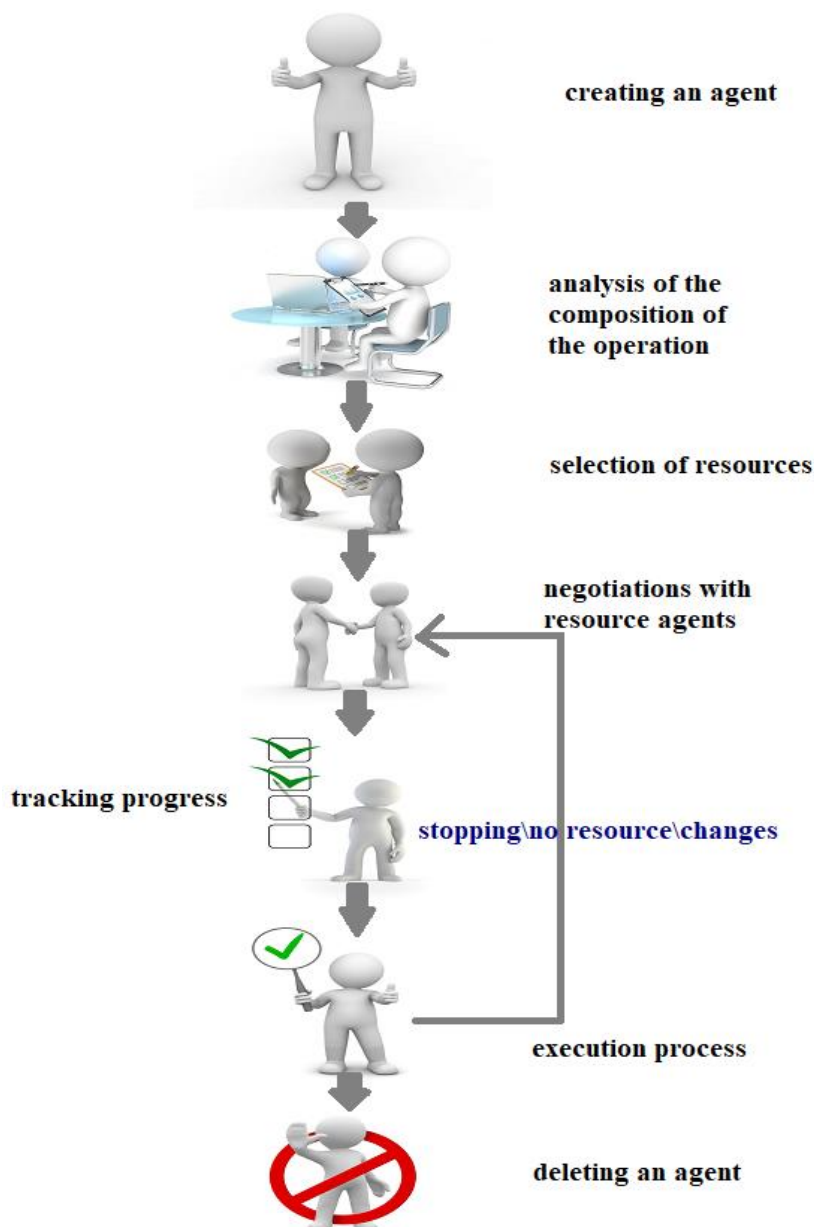 creating an agent
analysis of the
composition of
the operation
selection of resources
negotiations with
resource agents
tracking progress
stopping\no resource\changes
execution process
deleting an agent